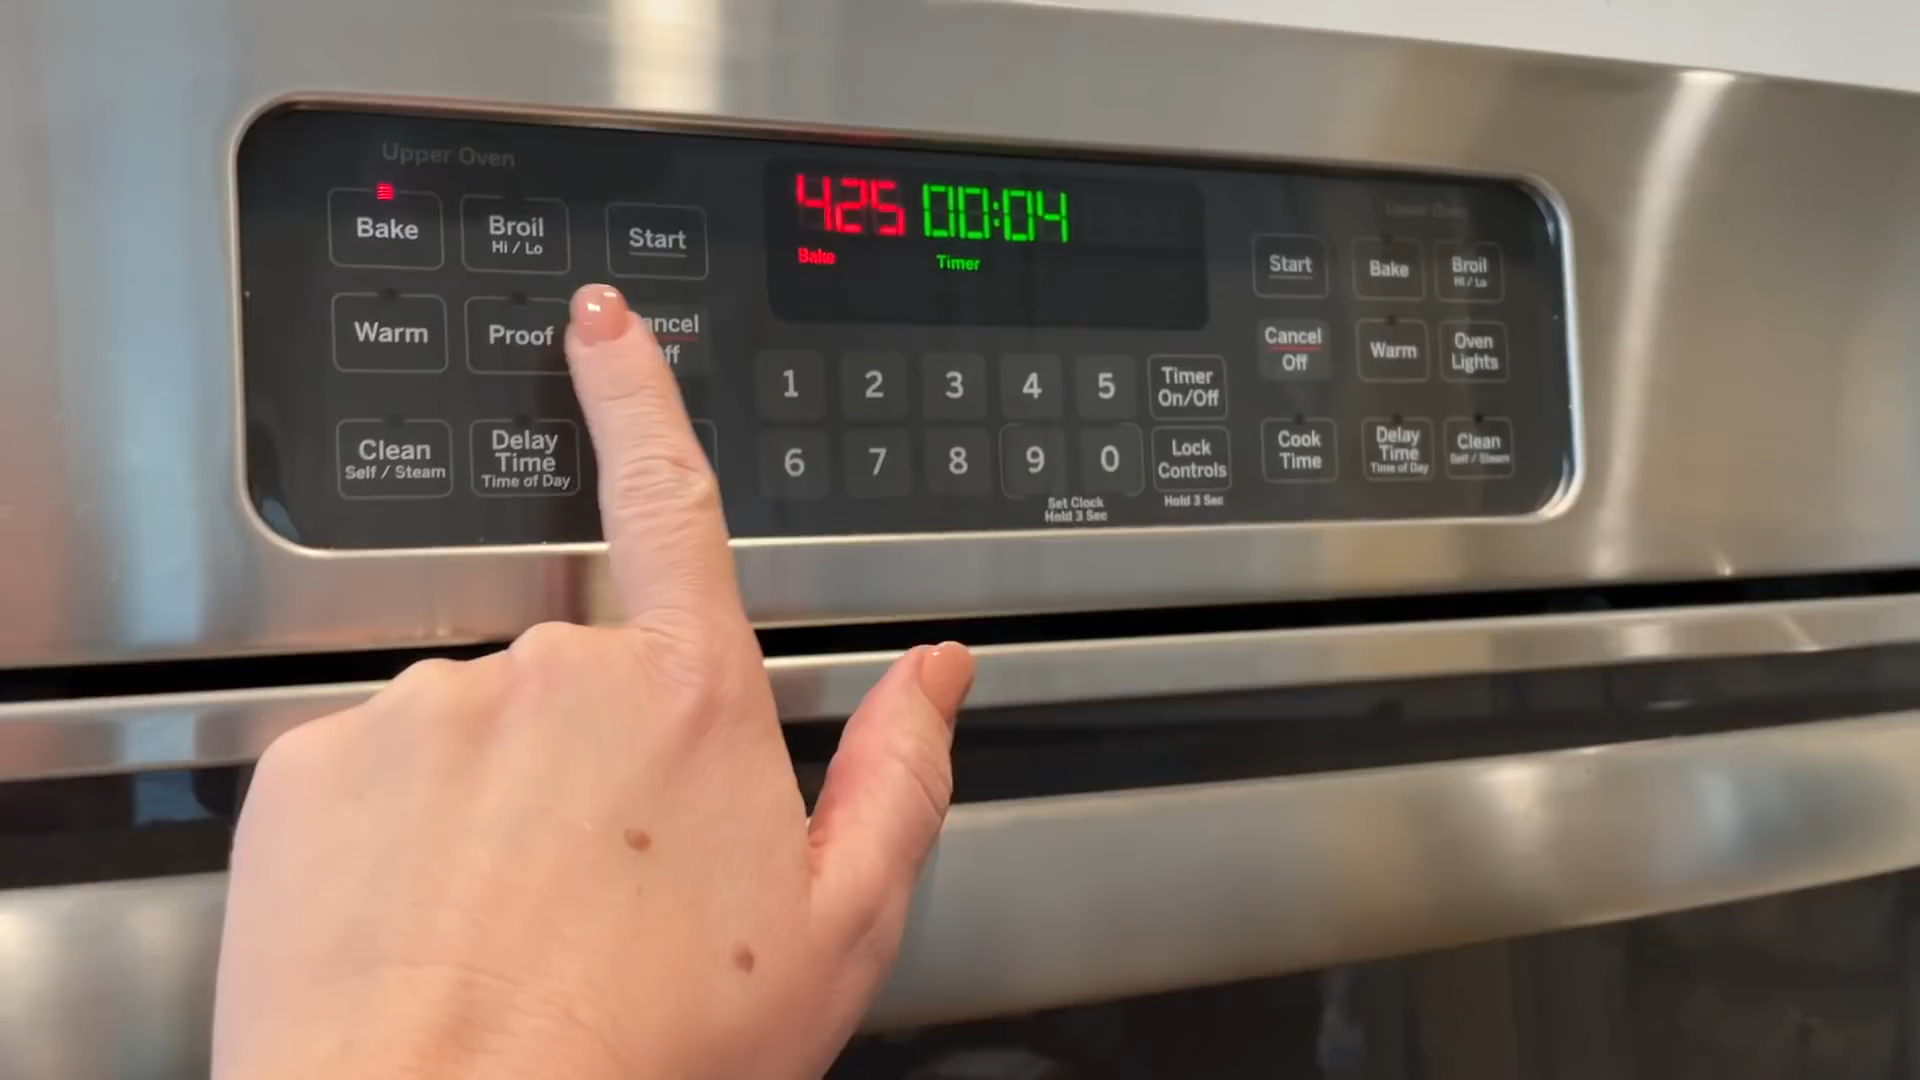 Upper Oven
Bake
Broil
Hi / Lo
Start
Warm
Proof
ancel
ff
Clean
Self / Steam
Delay
Time
Time of Day
425 00:04
Bake Timer
1 2 3 4 5
6 7 8 9 0
Set Clock
Hold 3 Sec
Timer
On/Off
Lock
Controls
Hold 3 Sec
Lower Oven
Start
Bake
Broil
Hi / Lo
Cancel
Off
Warm
Oven
Lights
Cook
Time
Delay
Time
Time of Day
Clean
Self / Steam